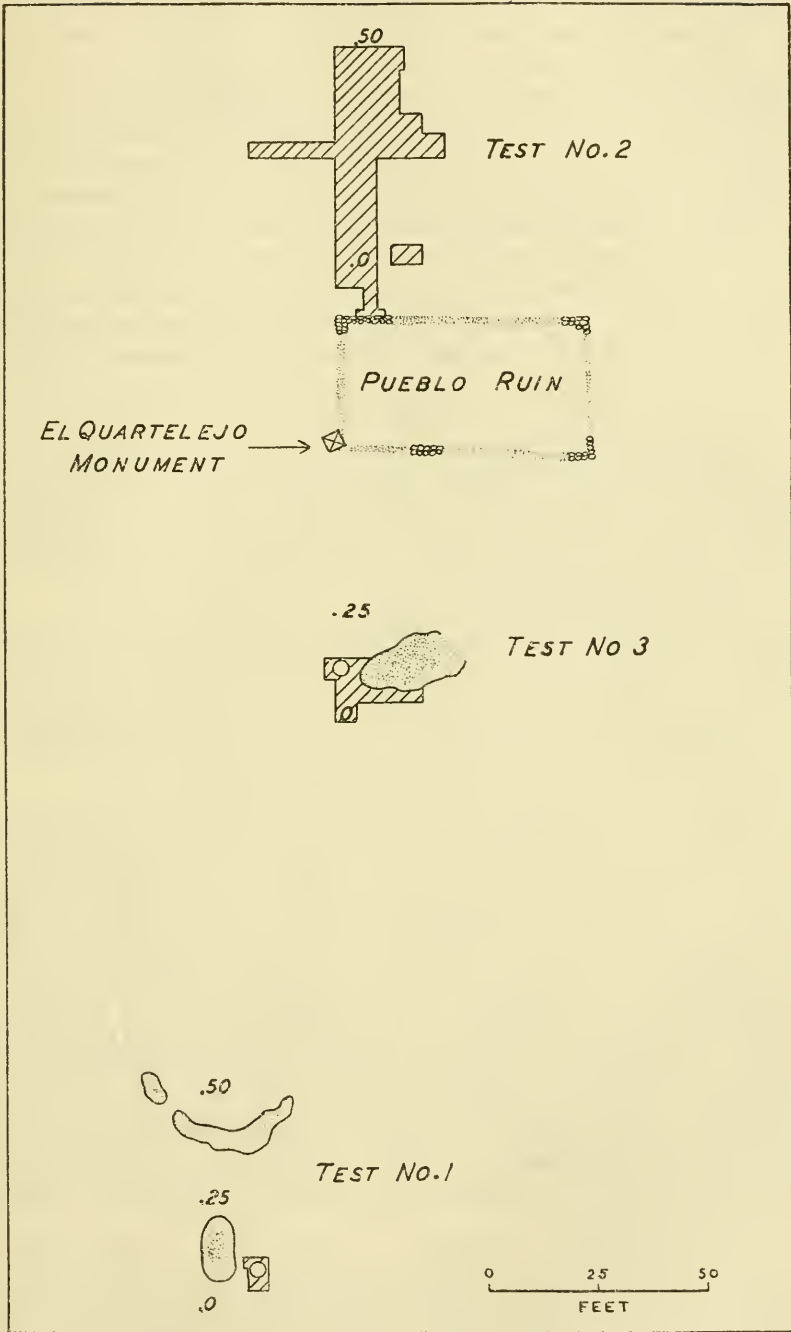 .50
TEST NO. 2
.0
PUEBLO RUIN
EL QUARTELEJO
MONUMENT
.25
TEST NO 3
0
.50
TEST NO. 1
.25
.0
0 25 50
FEET